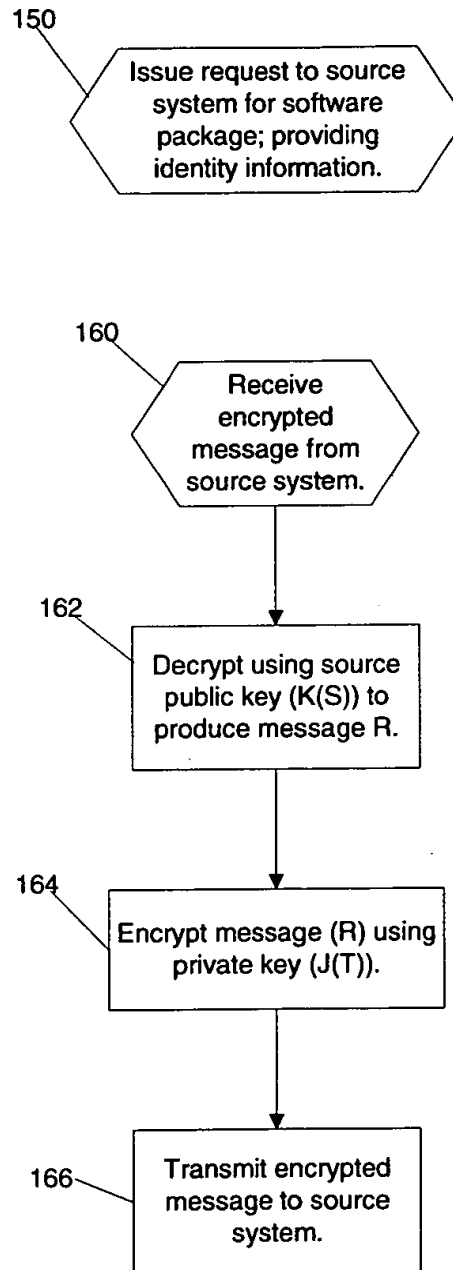 150
Issue request to source
system for software
package; providing
identity information.
160
Receive
encrypted
message from
source system.
162
Decrypt using source
public key (K(S)) to
produce message R.
164
Encrypt message (R) using
private key (J(T)).
166
Transmit encrypted
message to source
system.